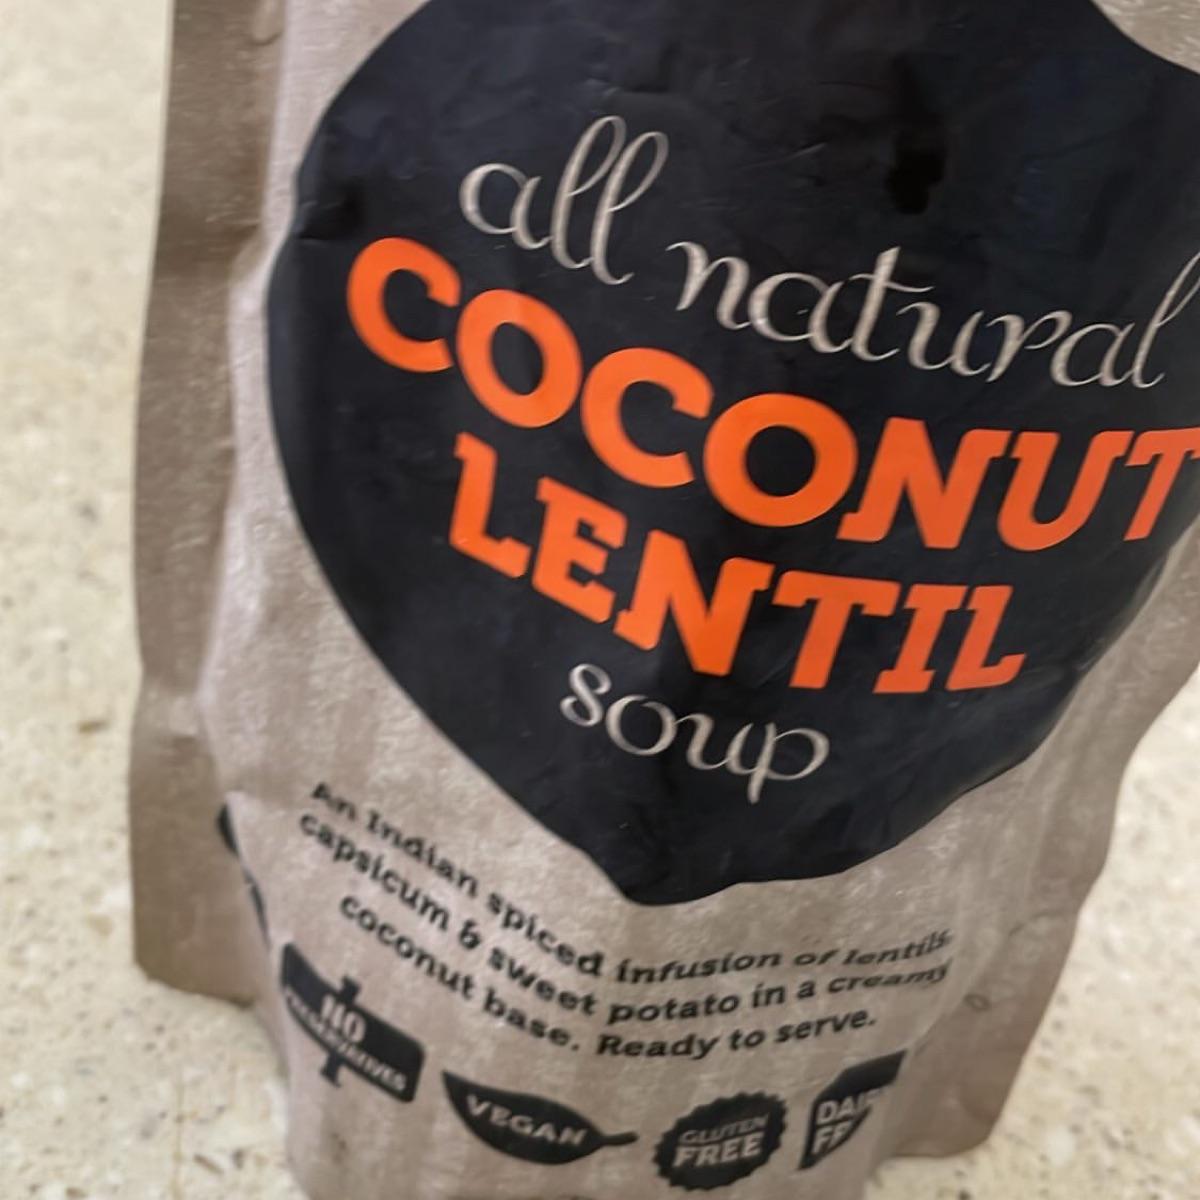 all natural
COCONUT
LENTIL
soup
An Indian spiced infusion of lentils,
capsicum & sweet potato in a creamy
coconut base. Ready to serve.
NO
PRESERVATIVES
VEGAN
GLUTEN
FREE